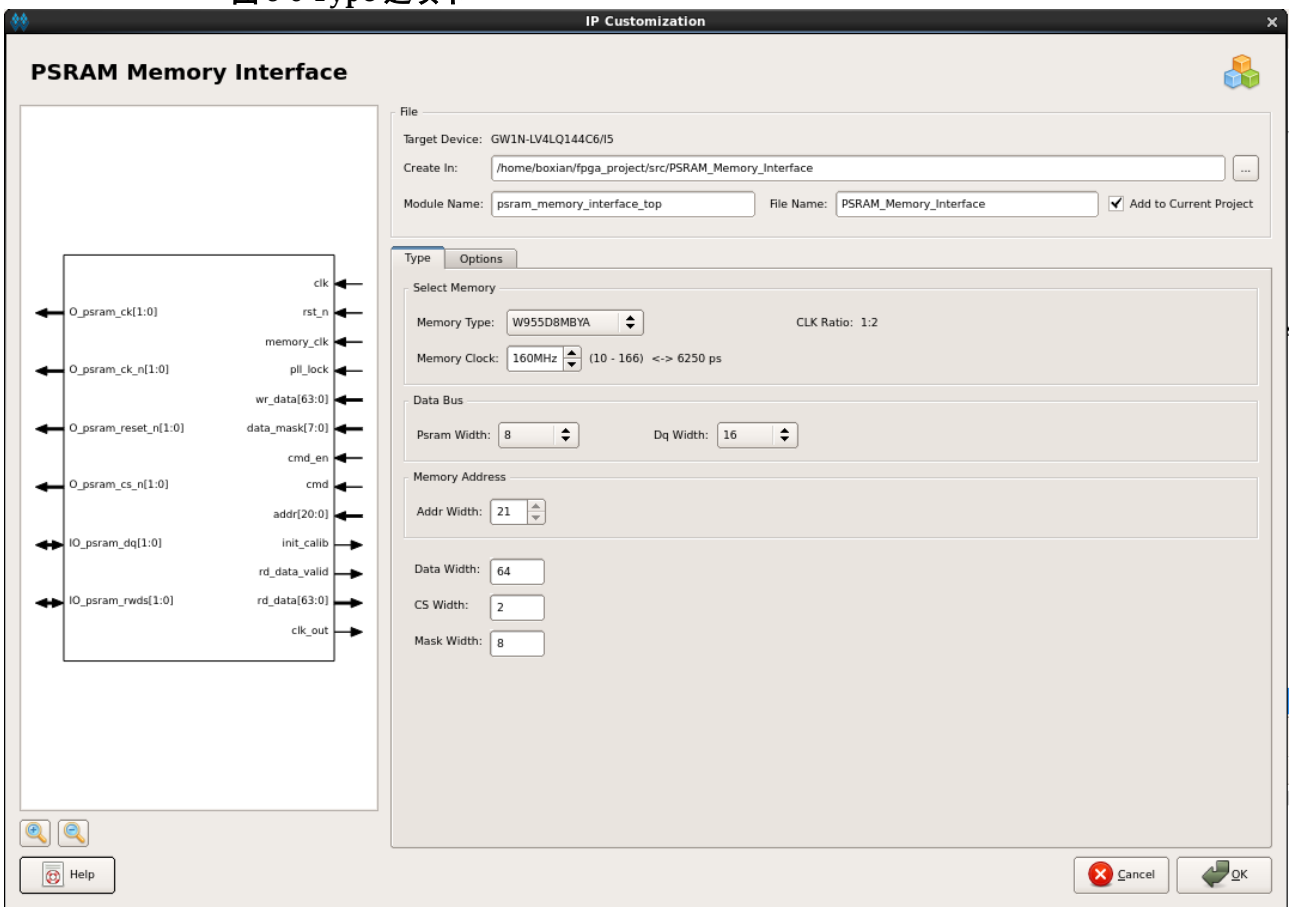 IP Customization
PSRAM Memory Interface
File
Target Device: GW1N-LV4LQ144C6/I5
Create In: /home/boxian/fpga_project/src/PSRAM_Memory_Interface ...
Module Name: psram_memory_interface_top File Name: PSRAM_Memory_Interface Add to Current Project
clk
O_psram_ck[1:0] rst_n
memory_clk
O_psram_ck_n[1:0] pll_lock
wr_data[63:0]
O_psram_reset_n[1:0] data_mask[7:0]
cmd_en
O_psram_cs_n[1:0] cmd
addr[20:0]
IO_psram_dq[1:0] init_calib
rd_data_valid
IO_psram_rwds[1:0] rd_data[63:0]
clk_out
Type Options
Select Memory
Memory Type: W955D8MBYA CLK Ratio: 1:2
Memory Clock: 160MHz (10 - 166) <-> 6250 ps
Data Bus
Psram Width: 8 Dq Width: 16
Memory Address
Addr Width: 21
Data Width: 64
CS Width: 2
Mask Width: 8
Help
Cancel OK